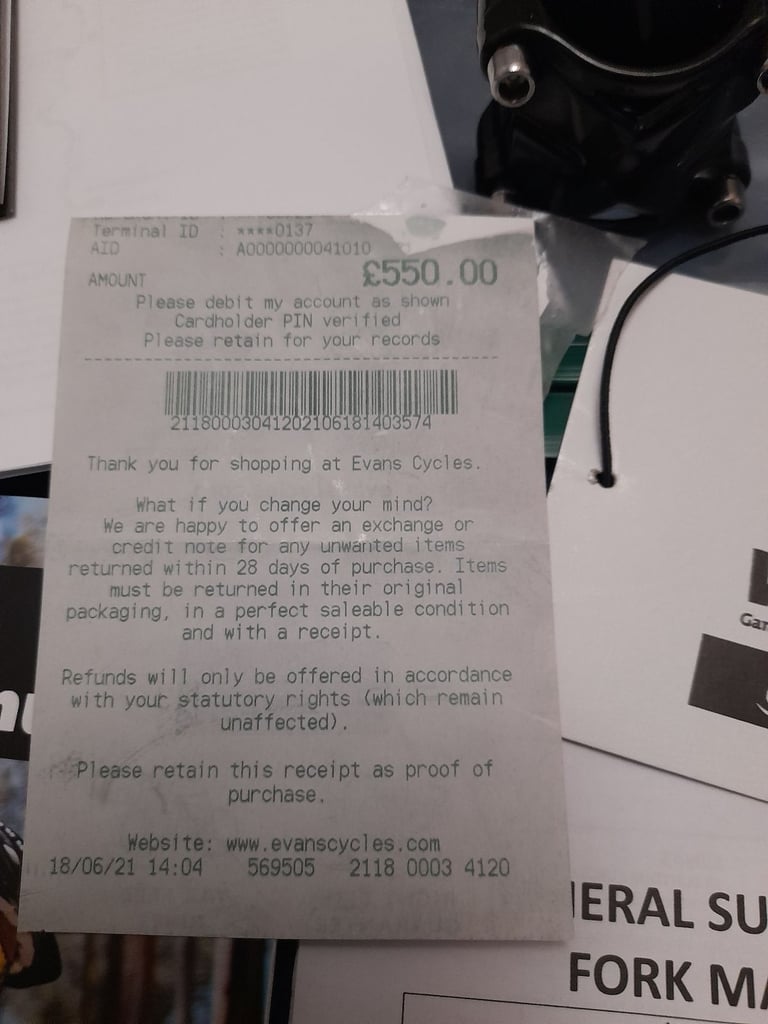 Terminal ID : ****0137
AID : A0000000041010
AMOUNT £550.00
Please debit my account as shown
Cardholder PIN verified
Please retain for your records
21180003041202106181403574
Thank you for shopping at Evans Cycles.
What if you change your mind?
We are happy to offer an exchange or
credit note for any unwanted items
returned within 28 days of purchase. Items
must be returned in their original
packaging, in a perfect saleable condition
and with a receipt.
Refunds will only be offered in accordance
with your statutory rights (which remain
unaffected).
Please retain this receipt as proof of
purchase.
Website: www.evanscycles.com
18/06/21 14:04 569505 2118 0003 4120
Gar
IERAL SU
FORK MA